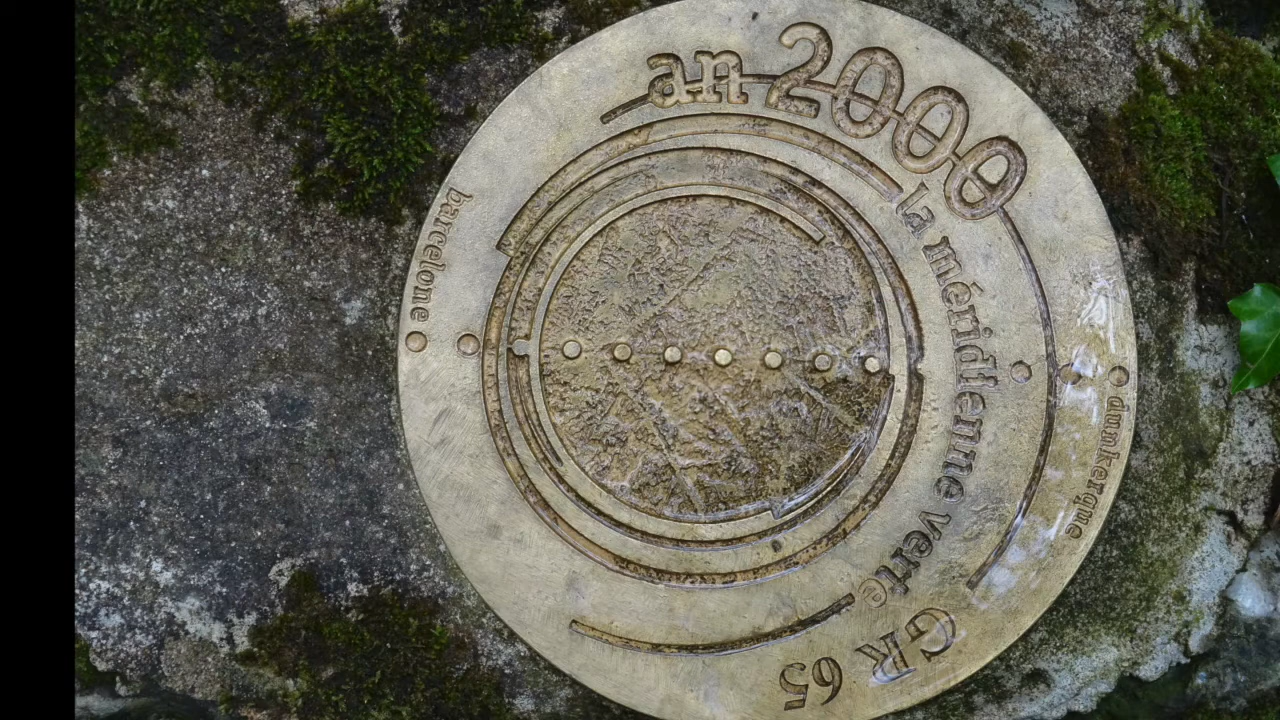 an 2000
la méridienne verte
GR 65
barcelone
dunkerque